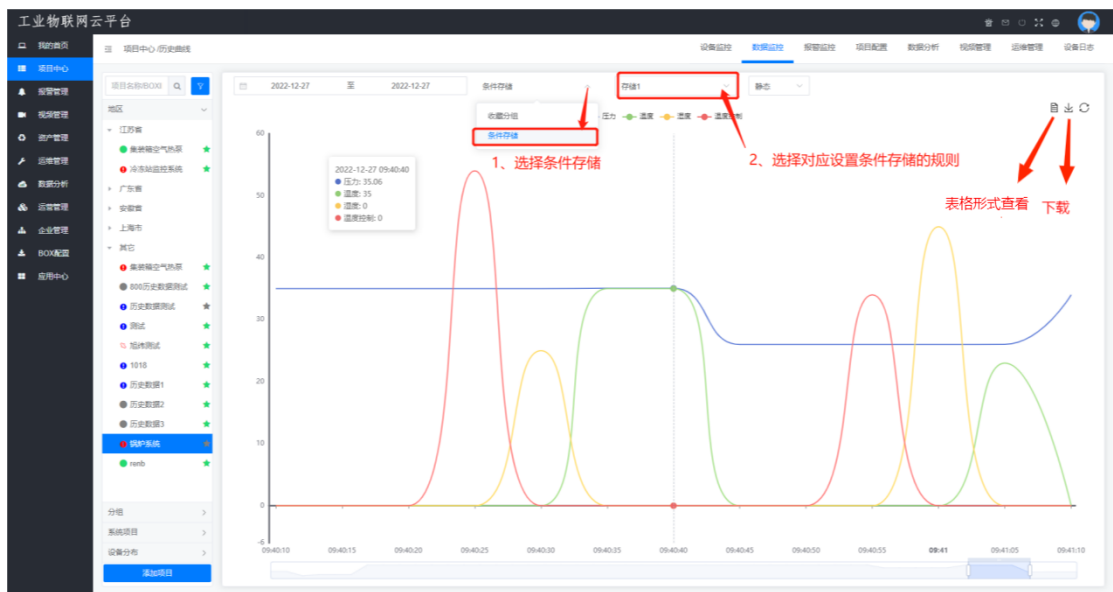 工业物联网云平台
我的首页
项目中心
报警管理
视频管理
资产管理
运维管理
数据分析
运营管理
企业管理
BOX配置
应用中心
项目中心 /历史曲线
设备监控 数据监控 报警监控 项目配置 数据分析 视频管理 运维管理 设备日志
项目名称/BOXI
地区
江苏省
集装箱空气热泵
冷冻站监控系统
广东省
安徽省
上海市
其它
集装箱空气热泵
800历史数据测试
历史数据测试
测试
旭纬测试
1018
历史数据1
历史数据2
历史数据3
锅炉系统
renb
分组
系统项目
设备分布
添加项目
2022-12-27 至 2022-12-27 条件存储 存储1 静态
收藏分组
条件存储
压力 温度 湿度 温度控制
1、选择条件存储
2、选择对应设置条件存储的规则
表格形式查看 下载
2022-12-27 09:40:40
压力: 35.06
温度: 35
湿度: 0
温度控制: 0
60
50
40
30
20
10
0
-6
09:40:10 09:40:15 09:40:20 09:40:25 09:40:30 09:40:35 09:40:40 09:40:45 09:40:50 09:40:55 09:41 09:41:05 09:41:10